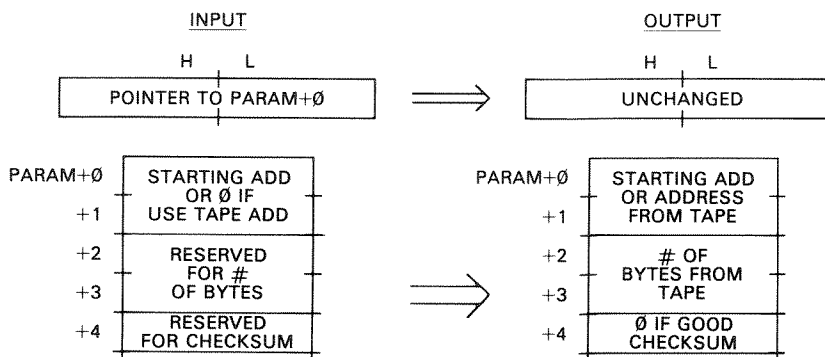 INPUT
H L
POINTER TO PARAM+Ø
PARAM+Ø
+1
+2
+3
+4
STARTING ADD
OR Ø IF
USE TAPE ADD
RESERVED
FOR #
OF BYTES
RESERVED
FOR CHECKSUM
OUTPUT
H L
UNCHANGED
PARAM+Ø
+1
+2
+3
+4
STARTING ADD
OR ADDRESS
FROM TAPE
# OF
BYTES FROM
TAPE
Ø IF GOOD
CHECKSUM